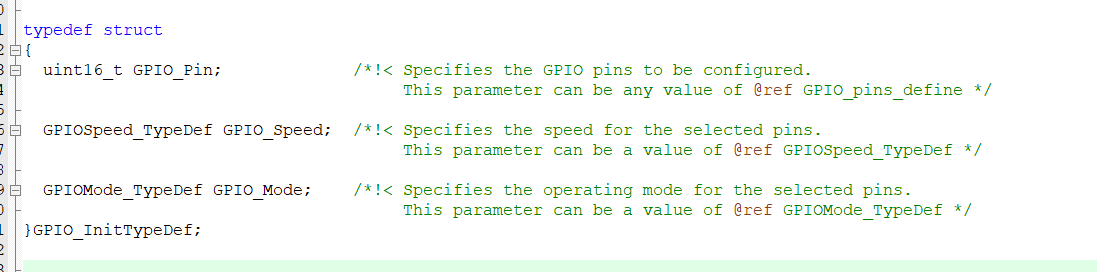 typedef struct
{
uint16_t GPIO_Pin; /*!< Specifies the GPIO pins to be configured.
This parameter can be any value of @ref GPIO_pins_define */
GPIOSpeed_TypeDef GPIO_Speed; /*!< Specifies the speed for the selected pins.
This parameter can be a value of @ref GPIOSpeed_TypeDef */
GPIOMode_TypeDef GPIO_Mode; /*!< Specifies the operating mode for the selected pins.
This parameter can be a value of @ref GPIOMode_TypeDef */
}GPIO_InitTypeDef;